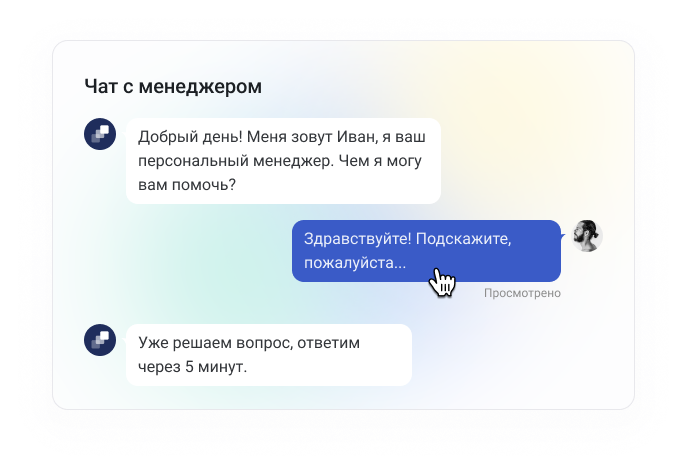 Чат с менеджером
Добрый день! Меня зовут Иван, я ваш
персональный менеджер. Чем я могу
вам помочь?
Здравствуйте! Подскажите,
пожалуйста...
Просмотрено
Уже решаем вопрос, ответим
через 5 минут.